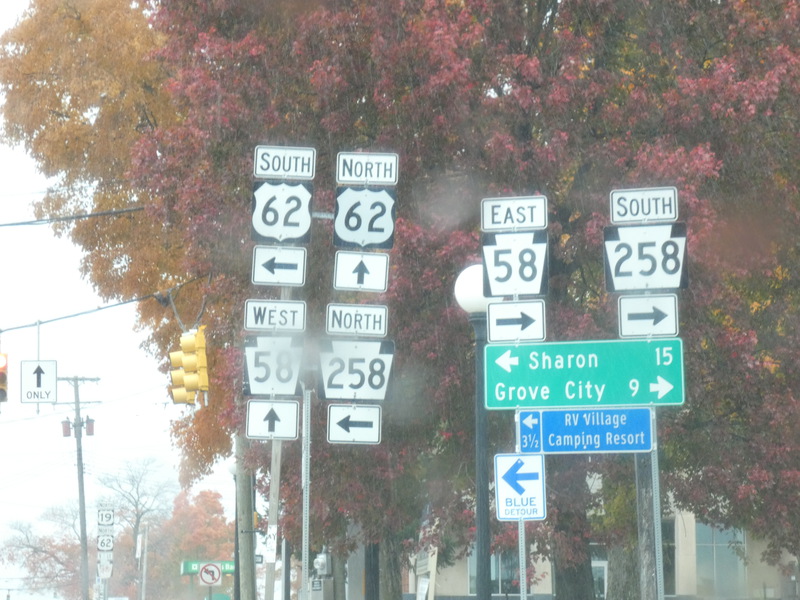 SOUTH
62
NORTH
62
WEST
58
NORTH
258
EAST
58
SOUTH
258
Sharon 15
Grove City 9
RV Village
3½ Camping Resort
BLUE
DETOUR
ONLY
19
NORTH
62